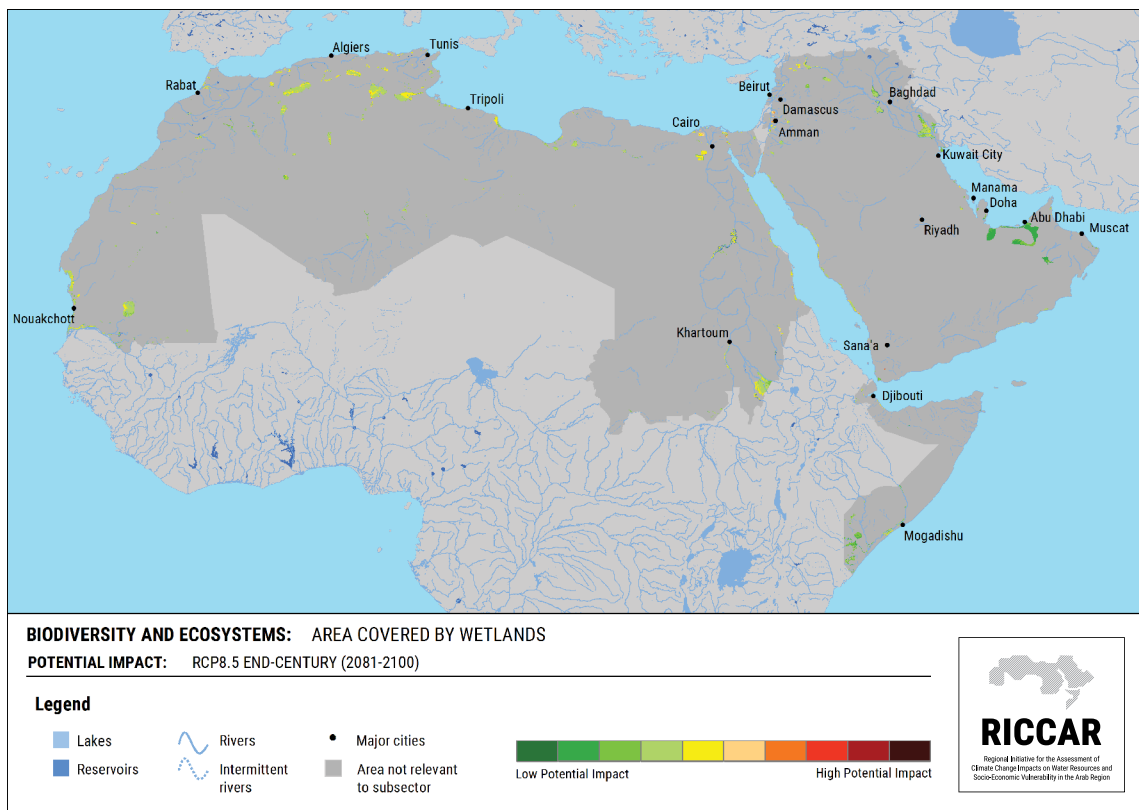 Algiers
Tunis
Rabat
Tripoli
Beirut
Baghdad
Damascus
Cairo
Amman
Kuwait City
Manama
Doha
Abu Dhabi
Muscat
Riyadh
Nouakchott
Khartoum
Sana'a
Djibouti
Mogadishu
BIODIVERSITY AND ECOSYSTEMS: AREA COVERED BY WETLANDS
POTENTIAL IMPACT: RCP8.5 END-CENTURY (2081-2100)
Legend
Lakes
Rivers
Major cities
Reservoirs
Intermittent
rivers
Area not relevant
to subsector
Low Potential Impact
High Potential Impact
RICCAR
Regional Initiative for the Assessment of
Climate Change Impacts on Water Resources and
Socio-Economic Vulnerability in the Arab Region